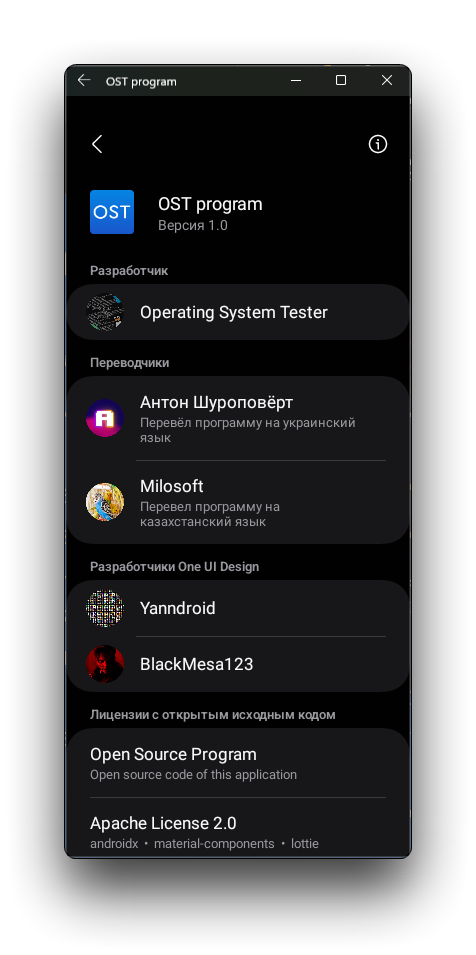 OST program
OST
OST program
Версия 1.0
Разработчик
Operating System Tester
Переводчики
Антон Шуроповёрт
Перевёл программу на украинский
язык
Milosoft
Перевел программу на
казахстанский язык
Разработчики One UI Design
Yanndroid
BlackMesa123
Лицензии с открытым исходным кодом
Open Source Program
Open source code of this application
Apache License 2.0
androidx • material-components • lottie